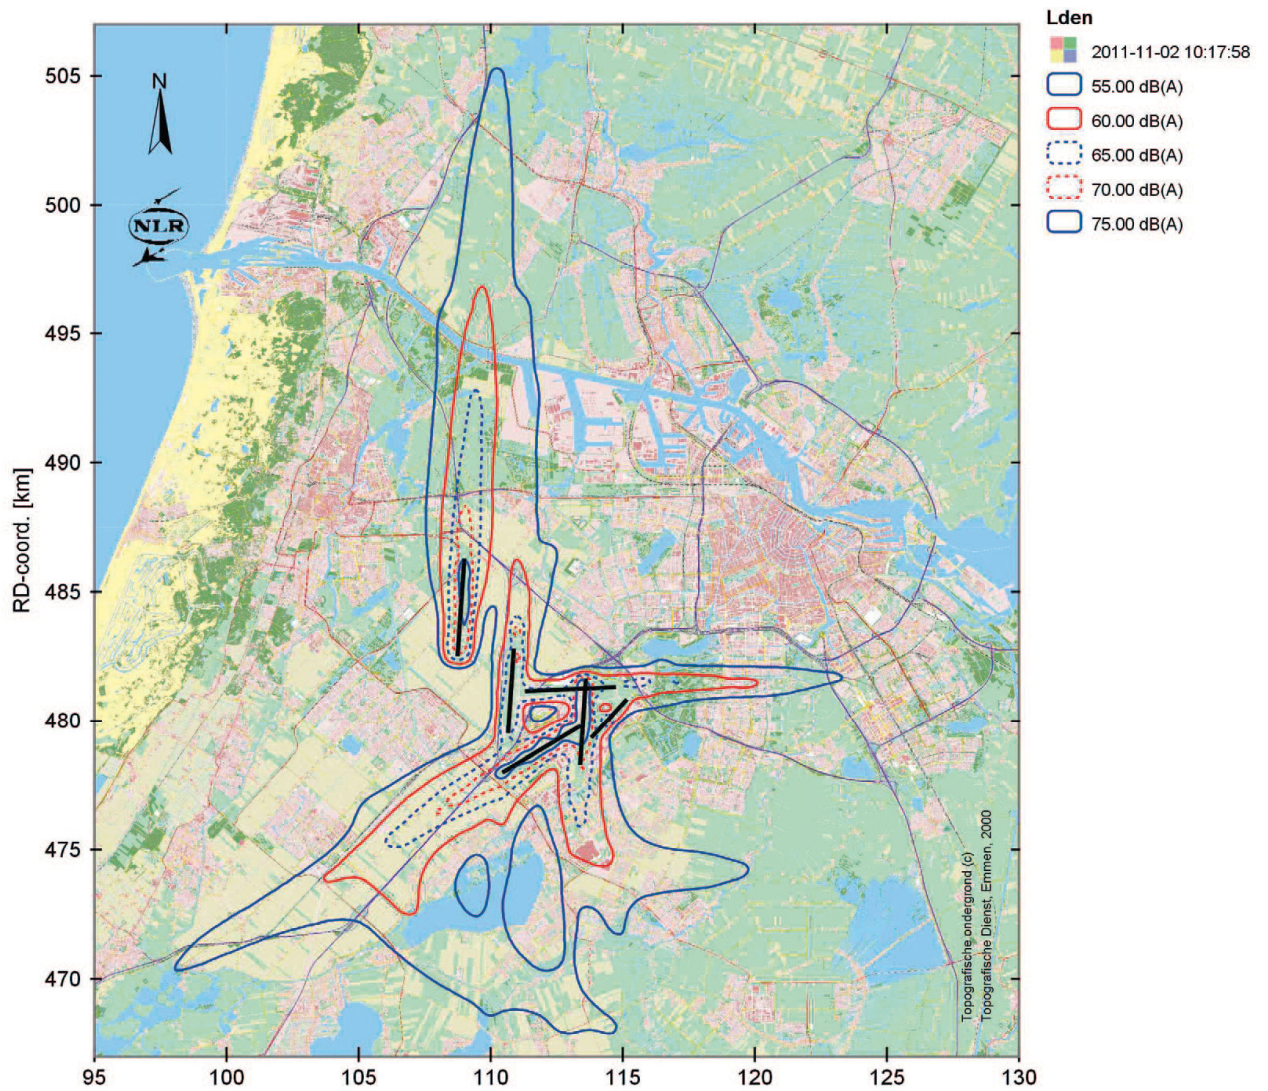 Lden
2011-11-02 10:17:58
55.00 dB(A)
60.00 dB(A)
65.00 dB(A)
70.00 dB(A)
75.00 dB(A)
N
NLR
RD-coord. [km]
505
500
495
490
485
480
475
470
95 100 105 110 115 120 125 130
Topografische ondergrond (c)
Topografische Dienst, Emmen, 2000